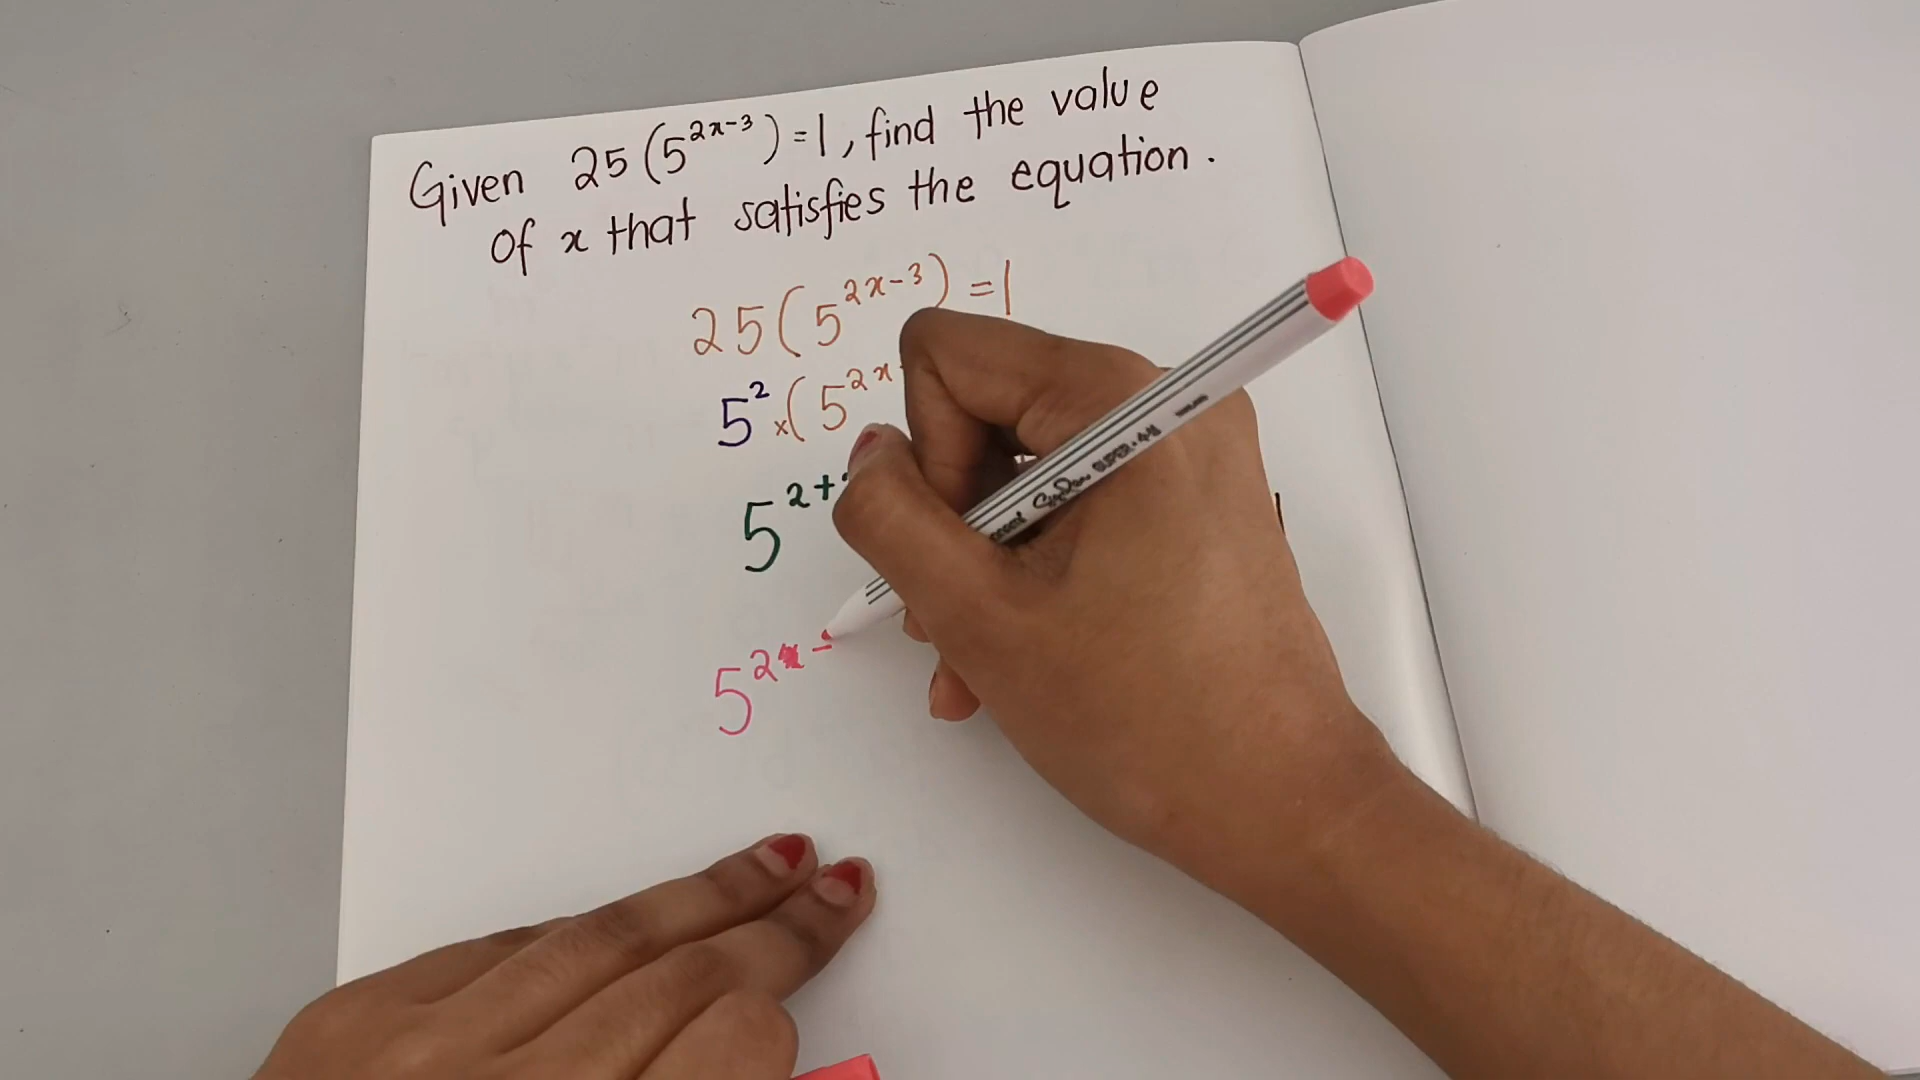 Given 25(5^{2x-3})=1, find the value
of x that satisfies the equation.
25(5^{2x-3})=1
5^2 x(5^{2x
5^{2+
5^{2x-
SUPER